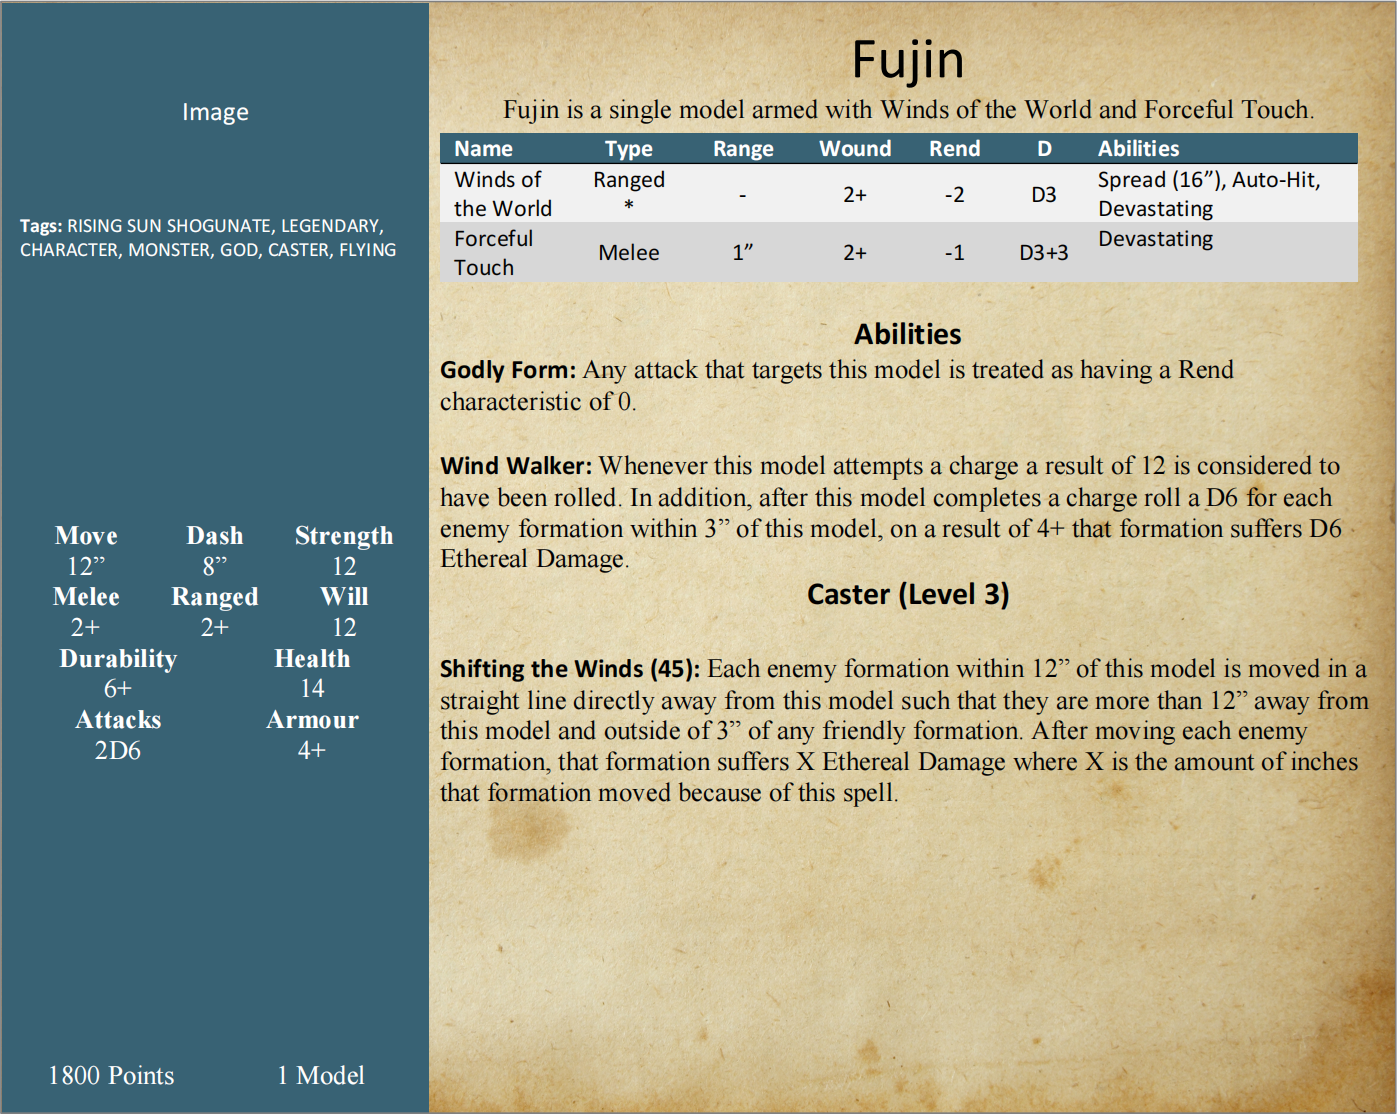 Image
Tags: RISING SUN SHOGUNATE, LEGENDARY,
CHARACTER, MONSTER, GOD, CASTER, FLYING
Move Dash Strength
12” 8” 12
Melee Ranged Will
2+ 2+ 12
Durability Health
6+ 14
Attacks Armour
2D6 4+
1800 Points 1 Model
Fujin
Fujin is a single model armed with Winds of the World and Forceful Touch.
Name Type Range Wound Rend D Abilities
Winds of the World Ranged * - 2+ -2 D3 Spread (16”), Auto-Hit, Devastating
Forceful Touch Melee 1” 2+ -1 D3+3 Devastating
Abilities
Godly Form: Any attack that targets this model is treated as having a Rend
characteristic of 0.
Wind Walker: Whenever this model attempts a charge a result of 12 is considered to
have been rolled. In addition, after this model completes a charge roll a D6 for each
enemy formation within 3” of this model, on a result of 4+ that formation suffers D6
Ethereal Damage.
Caster (Level 3)
Shifting the Winds (45): Each enemy formation within 12” of this model is moved in a
straight line directly away from this model such that they are more than 12” away from
this model and outside of 3” of any friendly formation. After moving each enemy
formation, that formation suffers X Ethereal Damage where X is the amount of inches
that formation moved because of this spell.